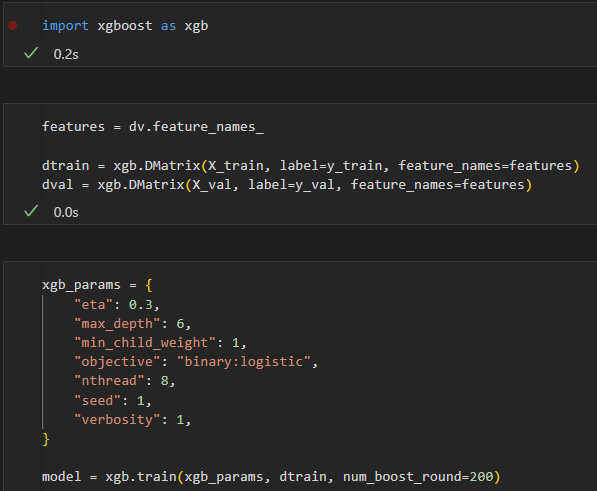 import xgboost as xgb
0.2s
features = dv.feature_names_
dtrain = xgb.DMatrix(X_train, label=y_train, feature_names=features)
dval = xgb.DMatrix(X_val, label=y_val, feature_names=features)
0.0s
xgb_params = {
    "eta": 0.3,
    "max_depth": 6,
    "min_child_weight": 1,
    "objective": "binary:logistic",
    "nthread": 8,
    "seed": 1,
    "verbosity": 1,
}
model = xgb.train(xgb_params, dtrain, num_boost_round=200)